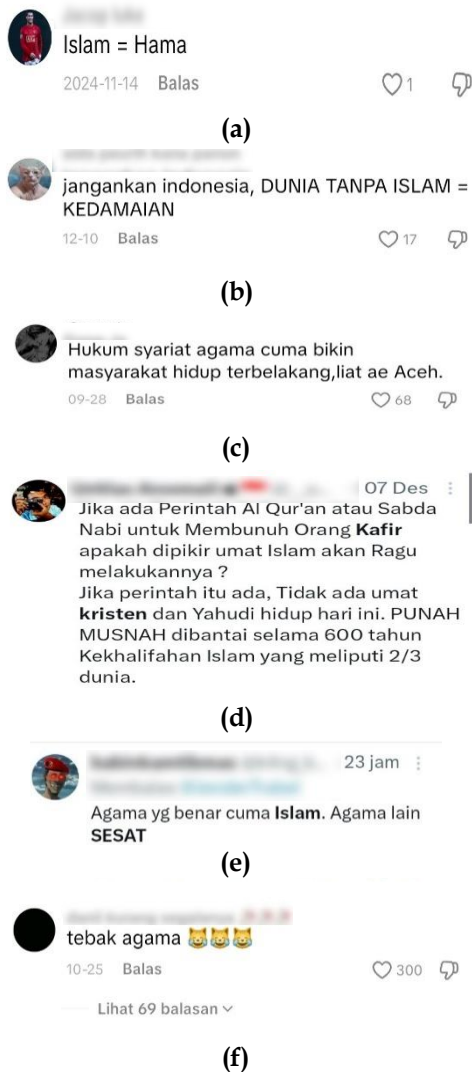 Islam = Hama
2024-11-14 Balas 1
(a)
jangankan indonesia, DUNIA TANPA ISLAM =
KEDAMAIAN
12-10 Balas 17
(b)
Hukum syariat agama cuma bikin
masyarakat hidup terbelakang,liat ae Aceh.
09-28 Balas 68
(c)
07 Des
Jika ada Perintah Al Qur'an atau Sabda
Nabi untuk Membunuh Orang Kafir
apakah dipikir umat Islam akan Ragu
melakukannya ?
Jika perintah itu ada, Tidak ada umat
kristen dan Yahudi hidup hari ini. PUNAH
MUSNAH dibantai selama 600 tahun
Kekhalifahan Islam yang meliputi 2/3
dunia.
(d)
23 jam
Agama yg benar cuma Islam. Agama lain
SESAT
(e)
tebak agama 😹😹😹
10-25 Balas 300
Lihat 69 balasan
(f)